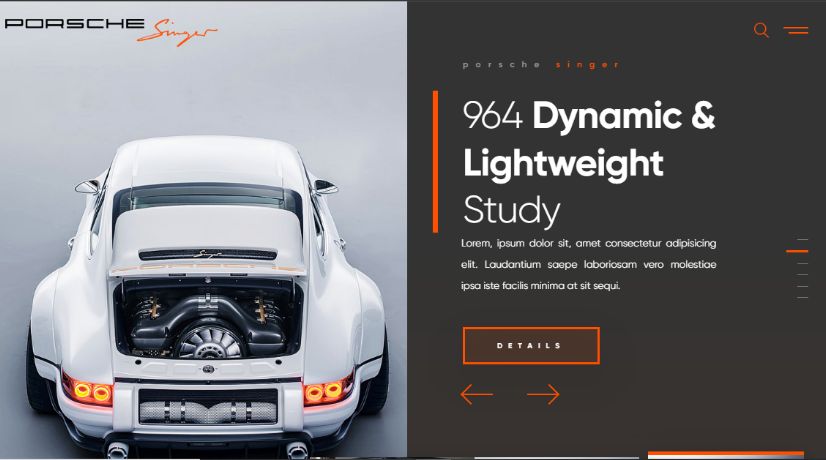 PORSCHE Singer
porsche singer
964 Dynamic &
Lightweight
Study
Lorem, ipsum dolor sit, amet consectetur adipisicing
elit. Laudantium saepe laboriosam vero molestiae
ipsa iste facilis minima at sit sequi.
DETAILS
Singer